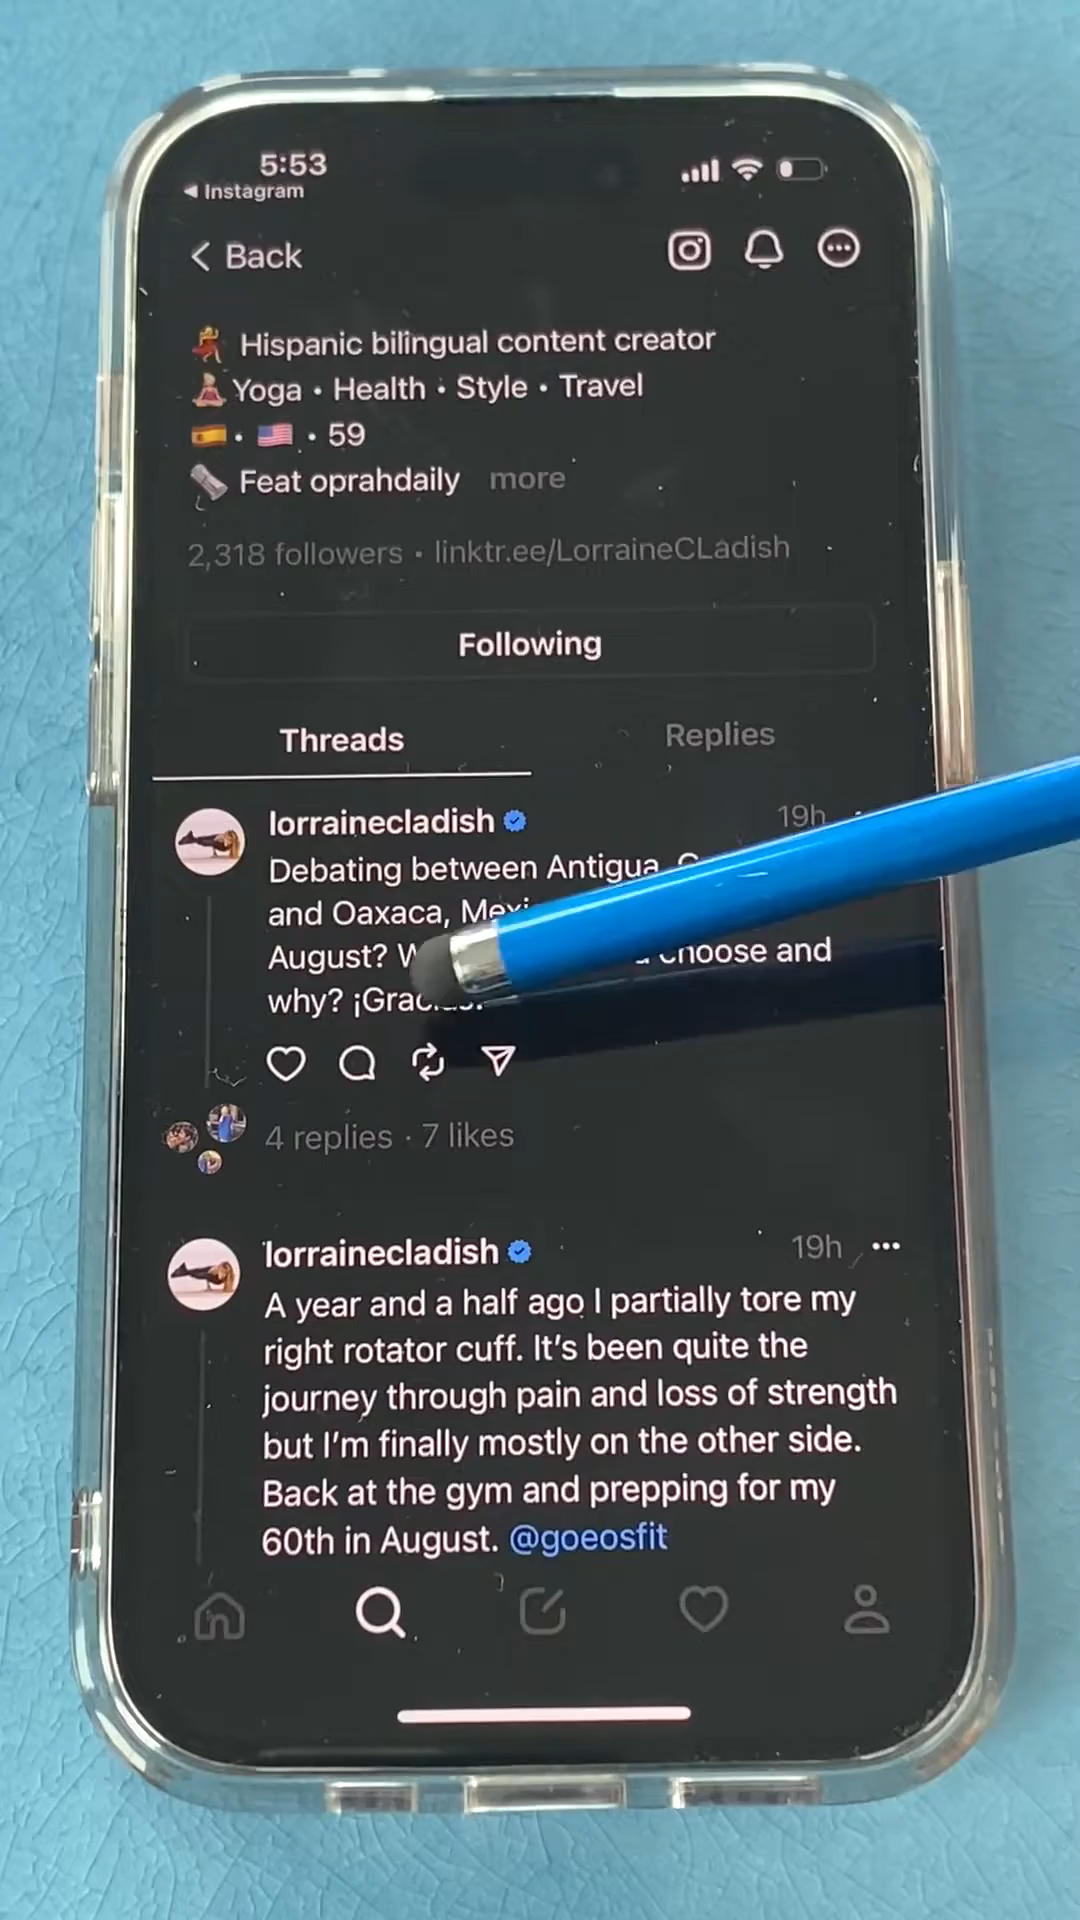 5:53
Instagram
Back
Hispanic bilingual content creator
Yoga • Health • Style • Travel
• • 59
Feat oprahdaily more
2,318 followers • linktr.ee/LorraineCLadish
Following
Threads Replies
lorrainecladish 19h
Debating between Antigua,
and Oaxaca,
August? choose and
why?
4 replies · 7 likes
lorrainecladish 19h
A year and a half ago I partially tore my
right rotator cuff. It's been quite the
journey through pain and loss of strength
but I'm finally mostly on the other side.
Back at the gym and prepping for my
60th in August. @goeosfit